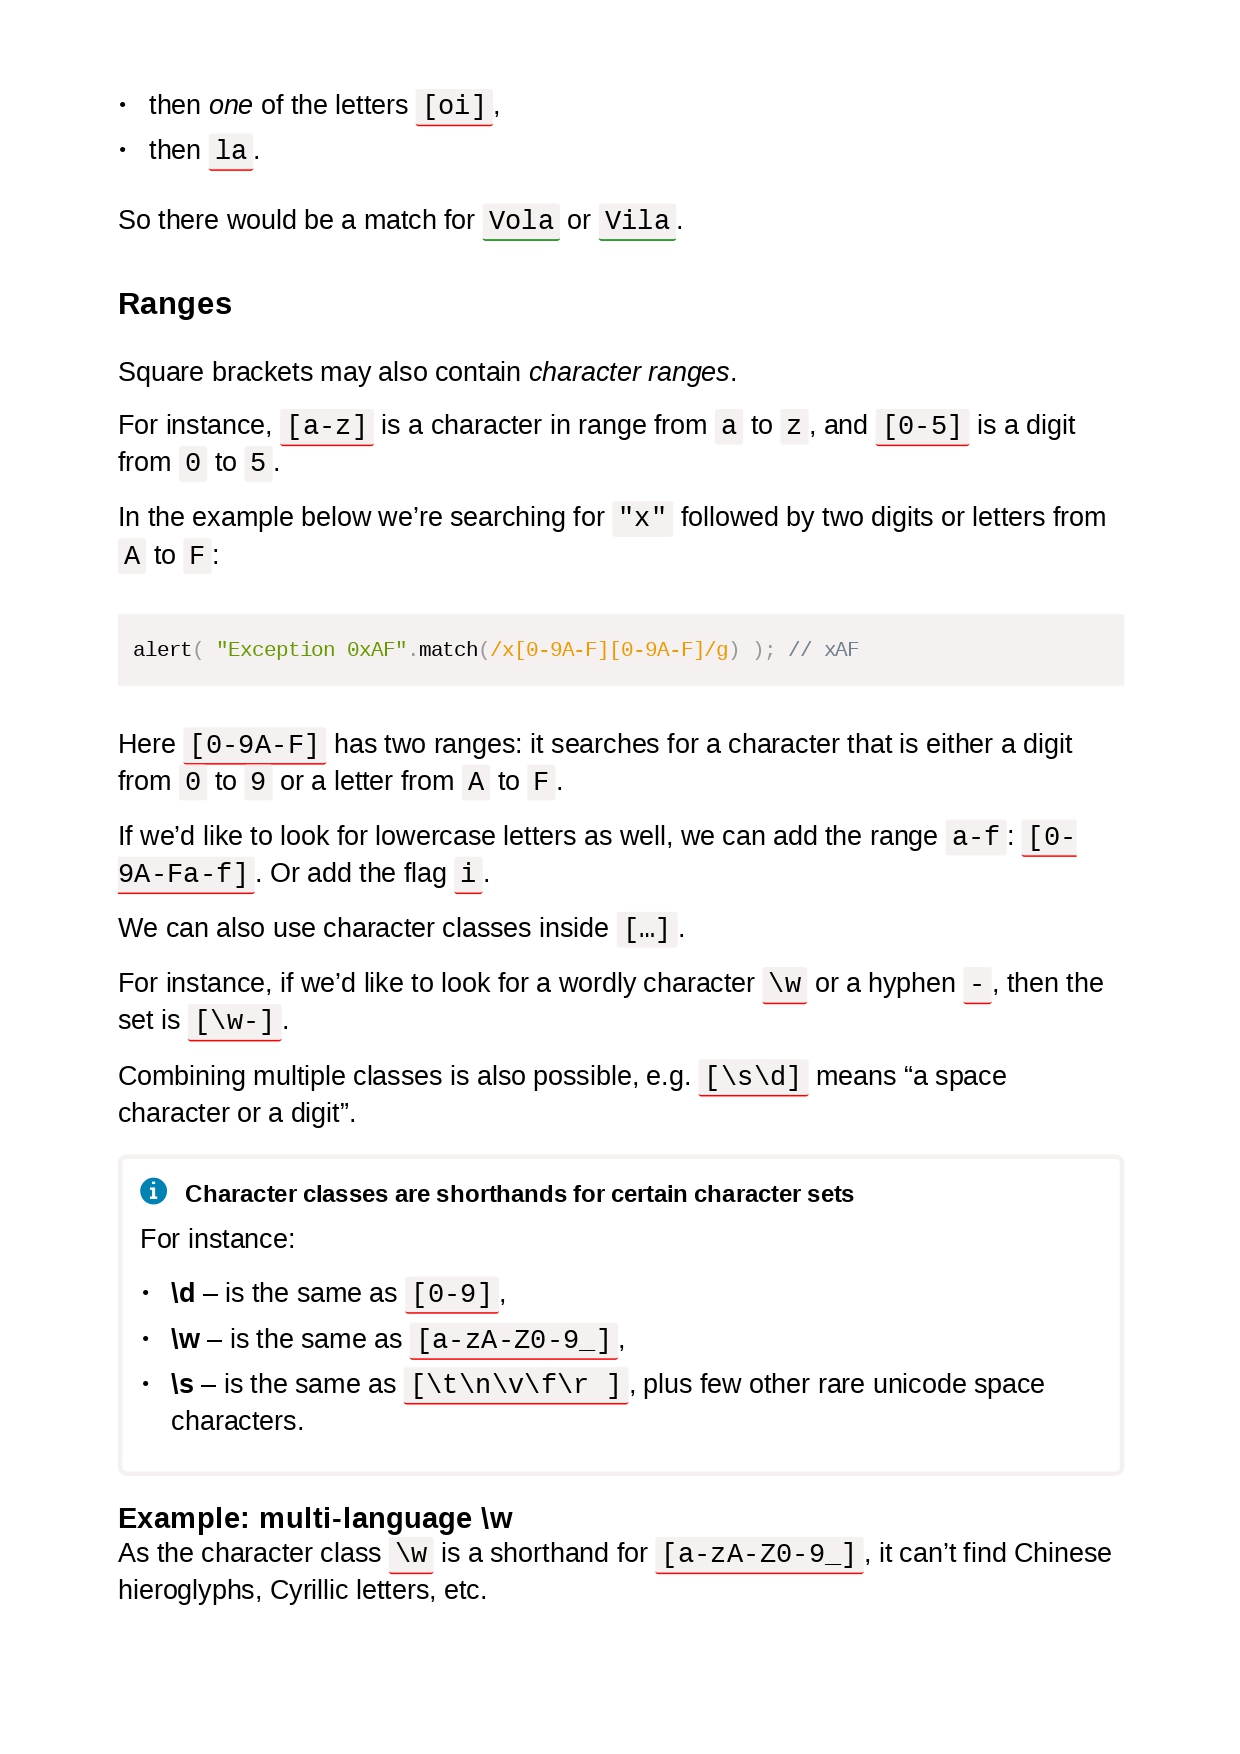 • then one of the letters [oi],
• then la.
So there would be a match for Vola or Vila.
Ranges
Square brackets may also contain character ranges.
For instance, [a-z] is a character in range from a to z, and [0-5] is a digit
from 0 to 5.
In the example below we’re searching for "x" followed by two digits or letters from
A to F:
alert( "Exception 0xAF".match(/x[0-9A-F][0-9A-F]/g) ); // xAF
Here [0-9A-F] has two ranges: it searches for a character that is either a digit
from 0 to 9 or a letter from A to F.
If we’d like to look for lowercase letters as well, we can add the range a-f: [0-
9A-Fa-f]. Or add the flag i.
We can also use character classes inside […].
For instance, if we’d like to look for a wordly character \w or a hyphen -, then the
set is [\w-].
Combining multiple classes is also possible, e.g. [\s\d] means “a space
character or a digit”.
Character classes are shorthands for certain character sets
For instance:
• \d – is the same as [0-9],
• \w – is the same as [a-zA-Z0-9_],
• \s – is the same as [\t\n\v\f\r ], plus few other rare unicode space
characters.
Example: multi-language \w
As the character class \w is a shorthand for [a-zA-Z0-9_], it can’t find Chinese
hieroglyphs, Cyrillic letters, etc.